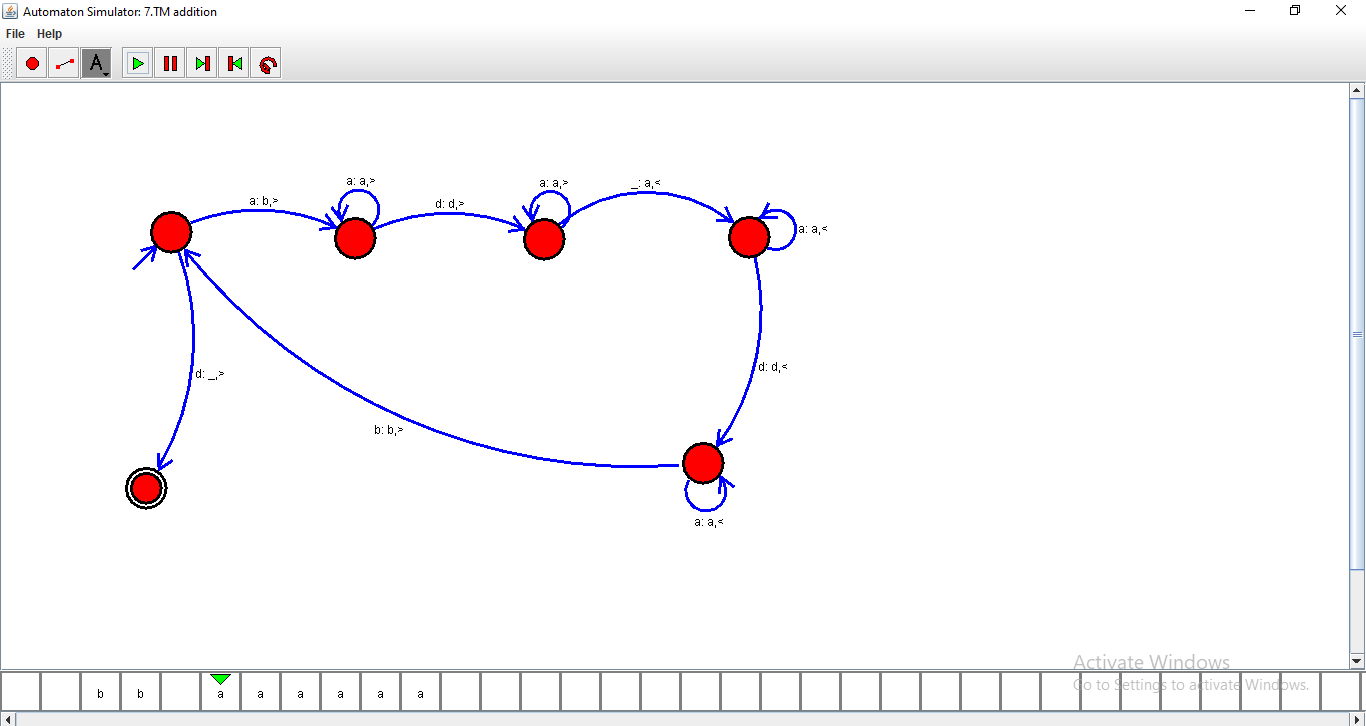 Automaton Simulator: 7.TM addition
File Help
A
a: a,> a: a,> _: a,<
a: b,> d: d,>
a: a,<
d: _,> d: d,<
b: b,>
a: a,<
Activate Windows
Go to Settings to activate Windows.
b b a a a a a a